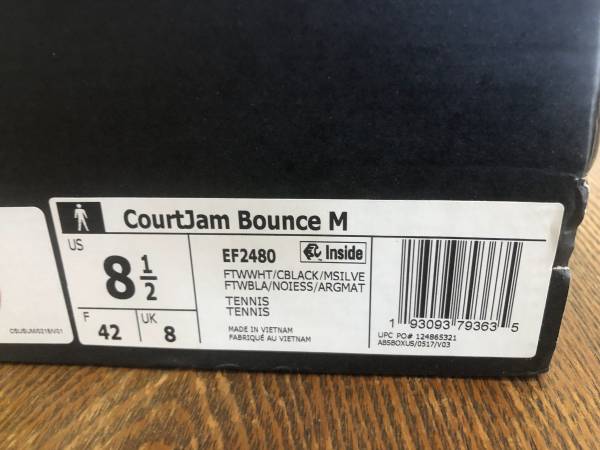 CourtJam Bounce M
US
8 1/2
F
42
UK
8
EF2480
Inside
FTWWHT/CBLACK/MSILVE
FTWBLA/NOIESS/ARGMAT
TENNIS
TENNIS
MADE IN VIETNAM
FABRIQUÉ AU VIETNAM
1 93093 79363 5
UPC PO# 124865321
ABSBOXUS/0517/V03